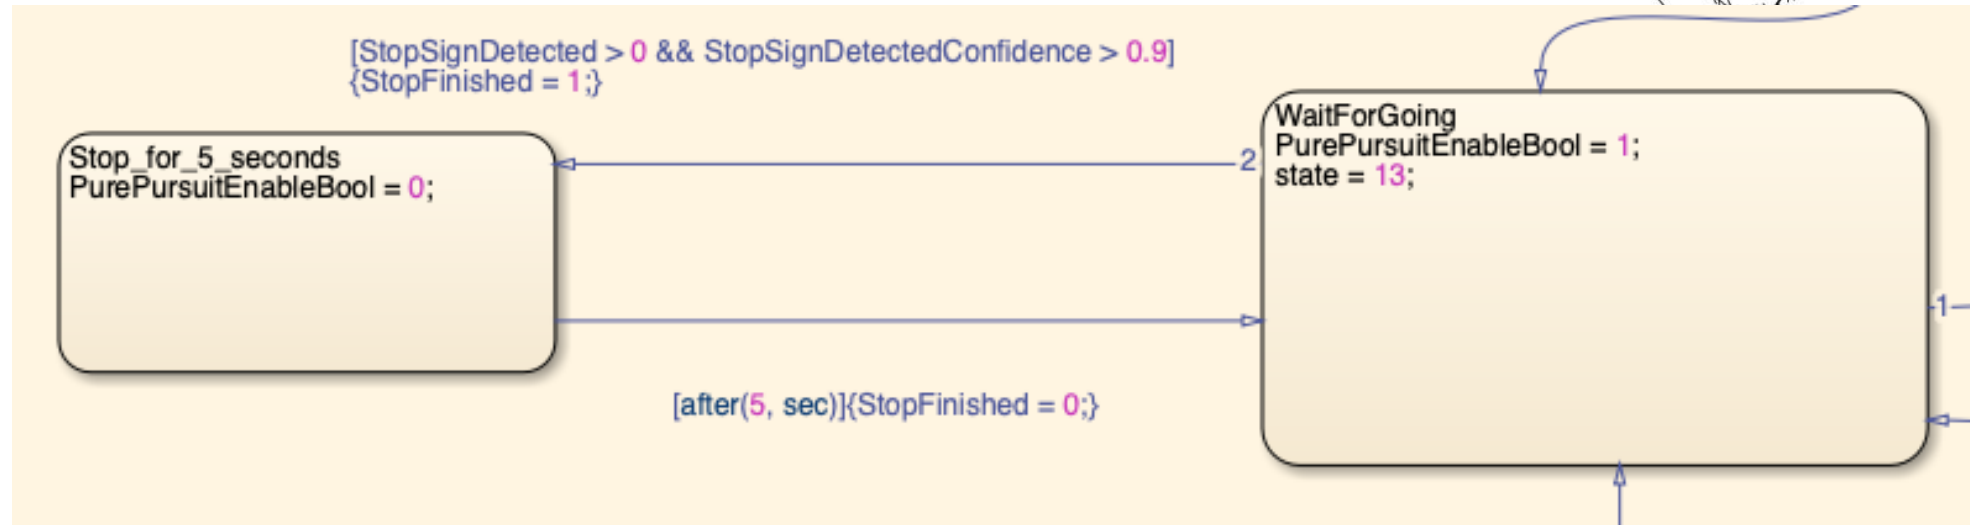 [StopSignDetected > 0 && StopSignDetectedConfidence > 0.9]
{StopFinished = 1;}
Stop_for_5_seconds
PurePursuitEnableBool = 0;
2
WaitForGoing
PurePursuitEnableBool = 1;
state = 13;
1
[after(5, sec)]{StopFinished = 0;}